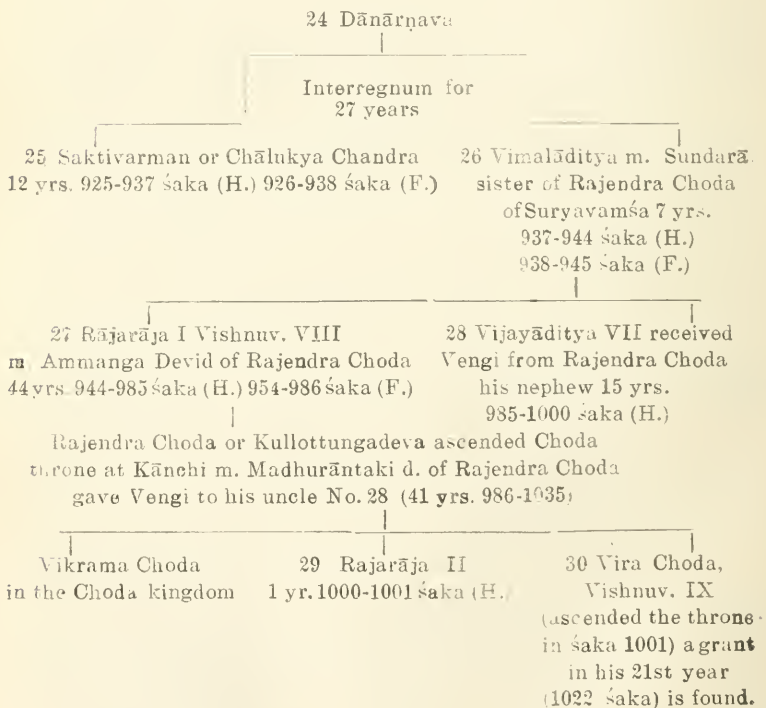 24 Dānārṇava
Interregnum for
27 years
25 Saktivarman or Chālukya Chandra
12 yrs. 925-937 śaka (H.) 926-938 śaka (F.)
26 Vimalāditya m. Sundarā
sister of Rajendra Choda
of Suryavamśa 7 yrs.
937-944 śaka (H.)
938-945 śaka (F.)
27 Rājarāja I Vishnuv. VIII
m Ammanga Devi d of Rajendra Choda
44 yrs. 944-985 śaka (H.) 954-986 śaka (F.)
28 Vijayāditya VII received
Vengi from Rajendra Choda
his nephew 15 yrs.
985-1000 śaka (H.)
Rajendra Choda or Kullottungadeva ascended Choda
throne at Kānchi m. Madhurāntaki d. of Rajendra Choda
gave Vengi to his uncle No. 28 (41 yrs. 986-1035)
Vikrama Choda
in the Choda kingdom
29 Rajarāja II
1 yr. 1000-1001 śaka (H.
30 Vira Choda,
Vishnuv. IX
(ascended the throne
in śaka 1001) a grant
in his 21st year
(1022 śaka) is found.